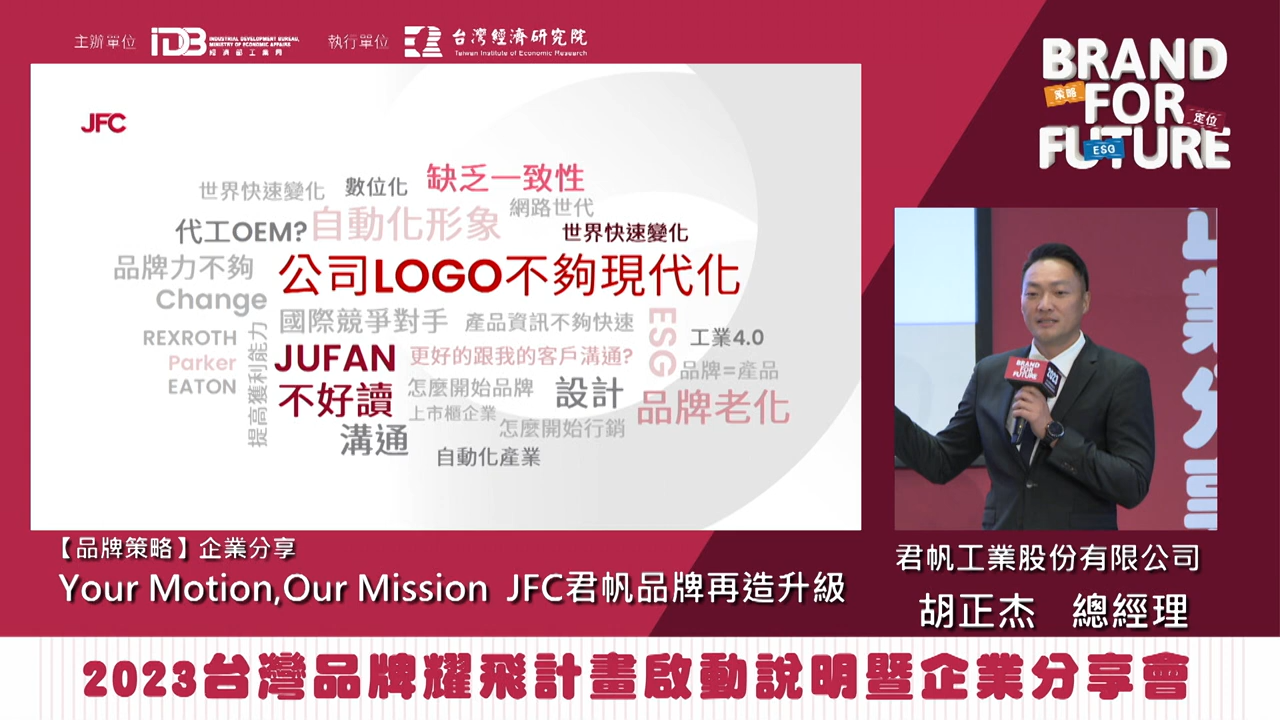 主辦單位
iDB
INDUSTRIAL DEVELOPMENT BUREAU,
MINISTRY OF ECONOMIC AFFAIRS
經濟部工業局
執行單位
台灣經濟研究院
Taiwan Institute of Economic Research
BRAND
策略
FOR
定位
FUTURE
ESG
JFC
世界快速變化
數位化
缺乏一致性
網路世代
代工OEM?
自動化形象
世界快速變化
品牌力不夠
公司LOGO不夠現代化
Change
國際競爭對手
產品資訊不夠快速
ESG
工業4.0
REXROTH
Parker
EATON
提高獲利能力
JUFAN
不好讀
更好的跟我的客戶溝通?
品牌=產品
怎麼開始品牌
設計
品牌老化
上市櫃企業
怎麼開始行銷
溝通
自動化產業
BRAND
FOR
FUTURE
業分享
【品牌策略】企業分享
Your Motion,Our Mission JFC君帆品牌再造升級
君帆工業股份有限公司
胡正杰 總經理
2023台灣品牌耀飛計畫啟動說明暨企業分享會